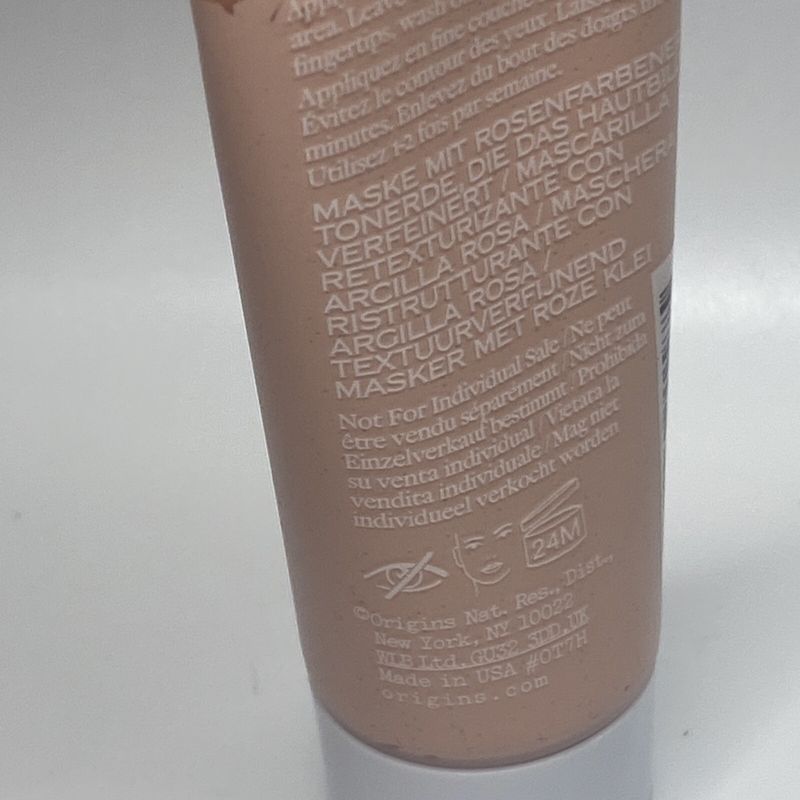 area. Leave
fingertips, wash
Appliquez en fine couche
Évitez le contour des yeux. Laissez
minutes. Enlevez du bout des doigts
Utilisez 1-2 fois par semaine.
MASKE MIT ROSENFARBENER
TONERDE, DIE DAS HAUTBILD
VERFEINERT / MASCARILLA
RETEXTURIZANTE CON
ARCILLA ROSA / MASCHERA
RISTRUTTURANTE CON
ARCILLA ROSA /
TEXTUURVERFIJNEND
MASKER MET ROZE KLEI
Not For Individual Sale / Ne peut
être vendu séparément / Nicht zum
Einzelverkauf bestimmt / Prohibida
su venta individual / Vietata la
vendita individuale / Mag niet
individueel verkocht worden
24M
©Origins Nat. Res., Dist.,
New York, NY 10022
WLB Ltd. GU32 3DD,UK
Made in USA #0T7H
origins.com